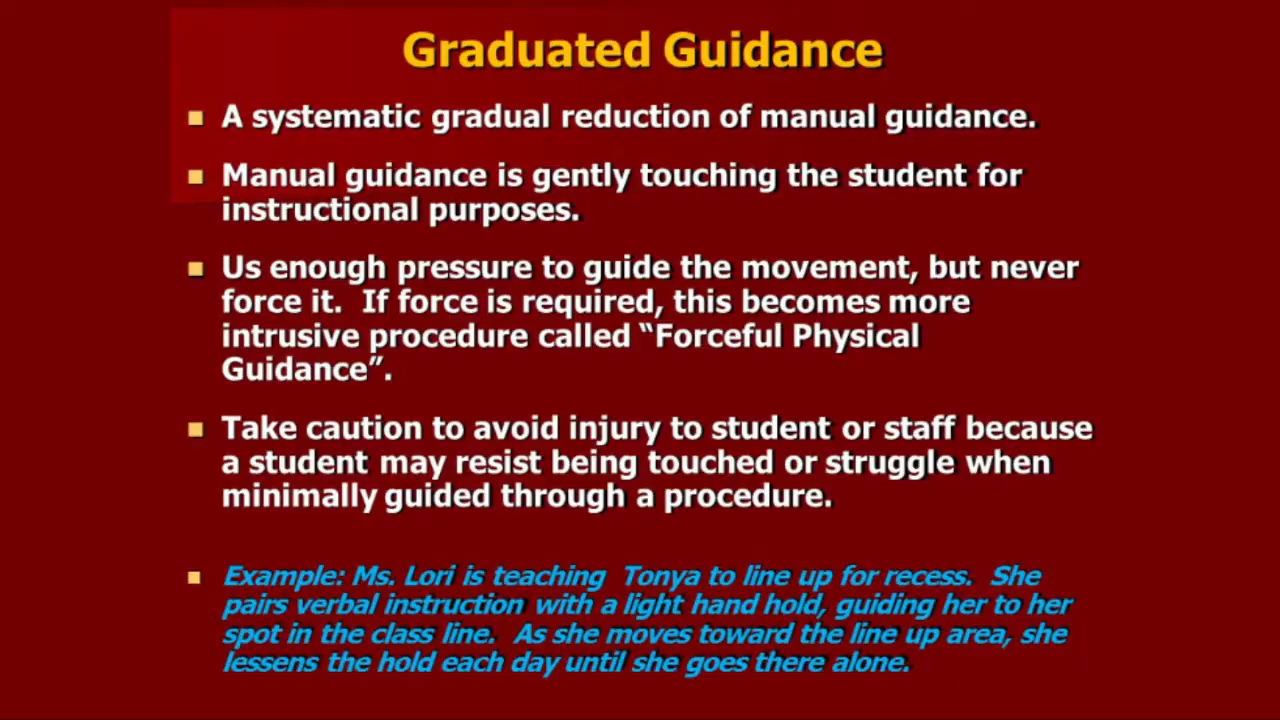 Graduated Guidance
A systematic gradual reduction of manual guidance.
Manual guidance is gently touching the student for
instructional purposes.
Us enough pressure to guide the movement, but never
force it. If force is required, this becomes more
intrusive procedure called “Forceful Physical
Guidance”.
Take caution to avoid injury to student or staff because
a student may resist being touched or struggle when
minimally guided through a procedure.
Example: Ms. Lori is teaching Tonya to line up for recess. She
pairs verbal instruction with a light hand hold, guiding her to her
spot in the class line. As she moves toward the line up area, she
lessens the hold each day until she goes there alone.